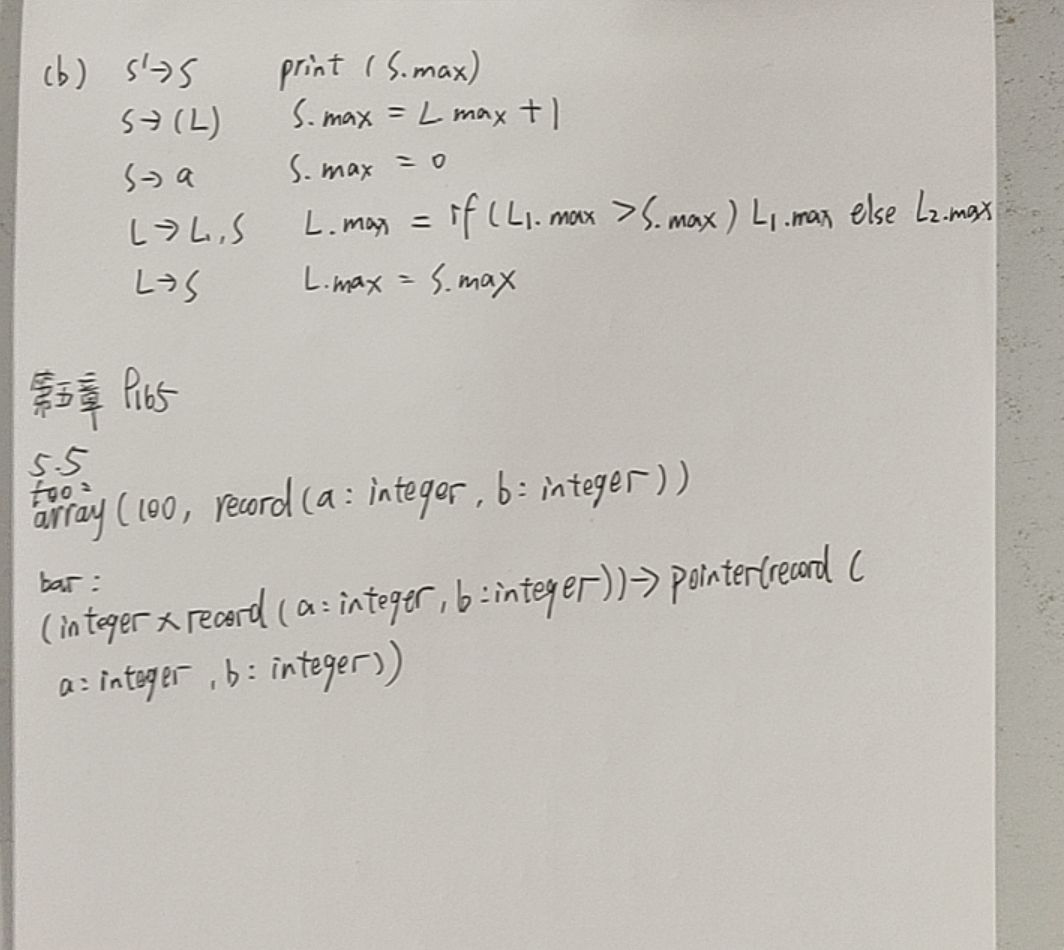 (b) S'→S print (S.max)
S→(L) S.max = L max +1
S→a S.max = 0
L→L₁,S L.max = if (L₁.max >S.max) L₁.max else L₂.max
L→S L.max = S.max
第五章 P165
5.5
foo:
array (100, record (a: integer, b: integer))
bar:
(integer × record (a: integer, b: integer))→ pointer(record (
a: integer, b: integer))